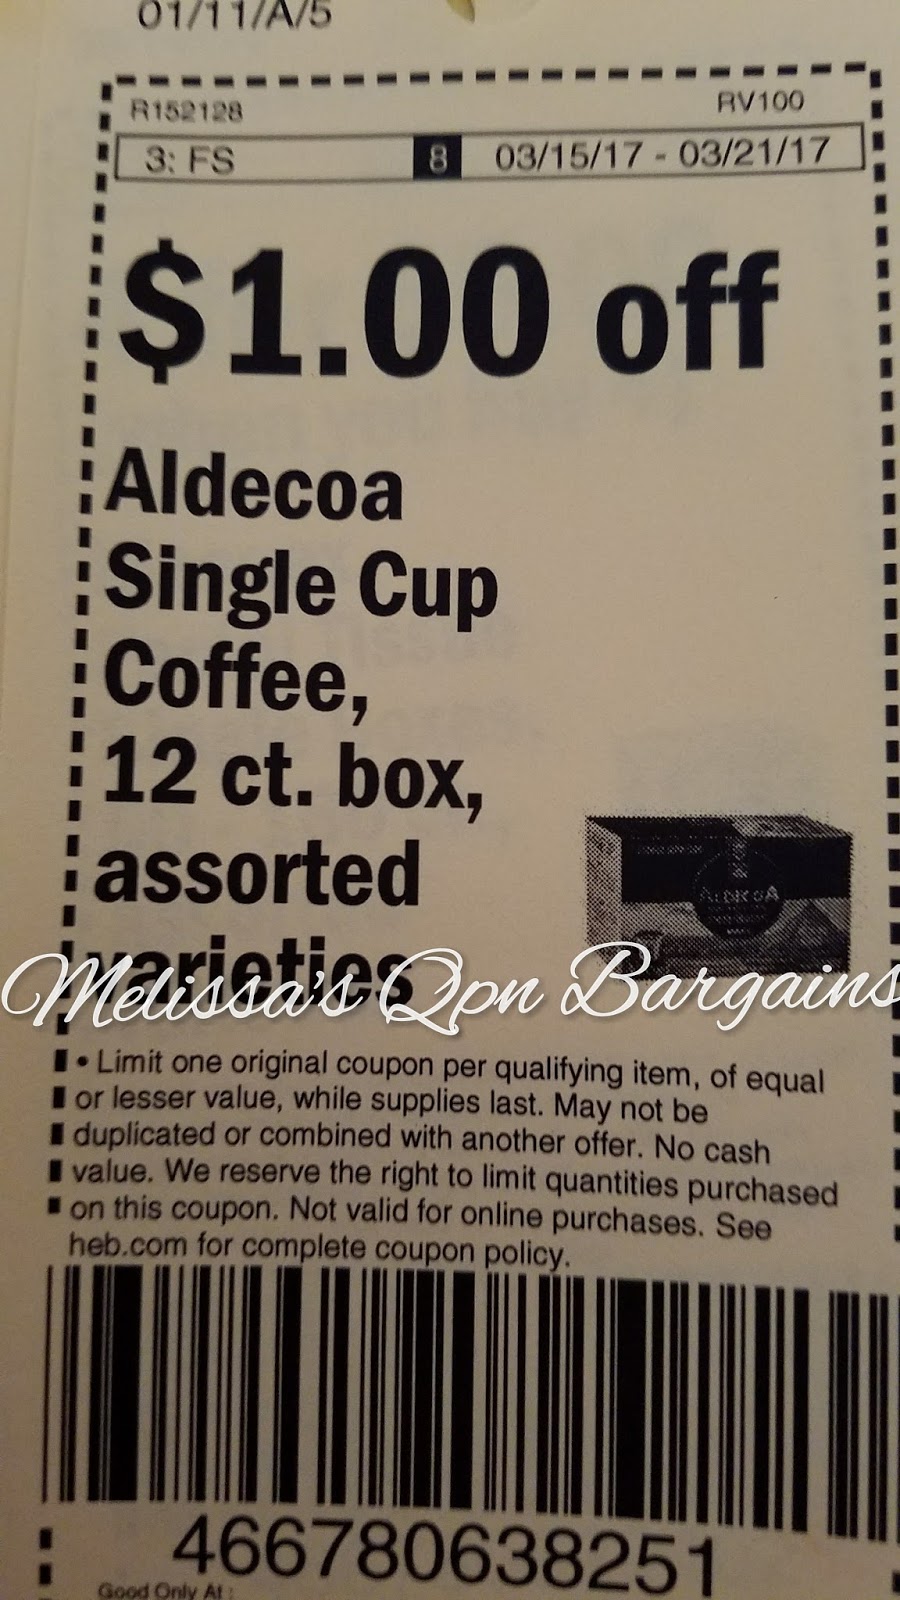 01/11/A/5
R152128 RV100
3: FS 8 03/15/17 - 03/21/17
$1.00 off
Aldecoa
Single Cup
Coffee,
12 ct. box,
assorted
varieties
ALDECOA
Melissa's Qpn Bargains
• Limit one original coupon per qualifying item, of equal
or lesser value, while supplies last. May not be
duplicated or combined with another offer. No cash
value. We reserve the right to limit quantities purchased
on this coupon. Not valid for online purchases. See
heb.com for complete coupon policy.
46678063825​1
Good Only At :